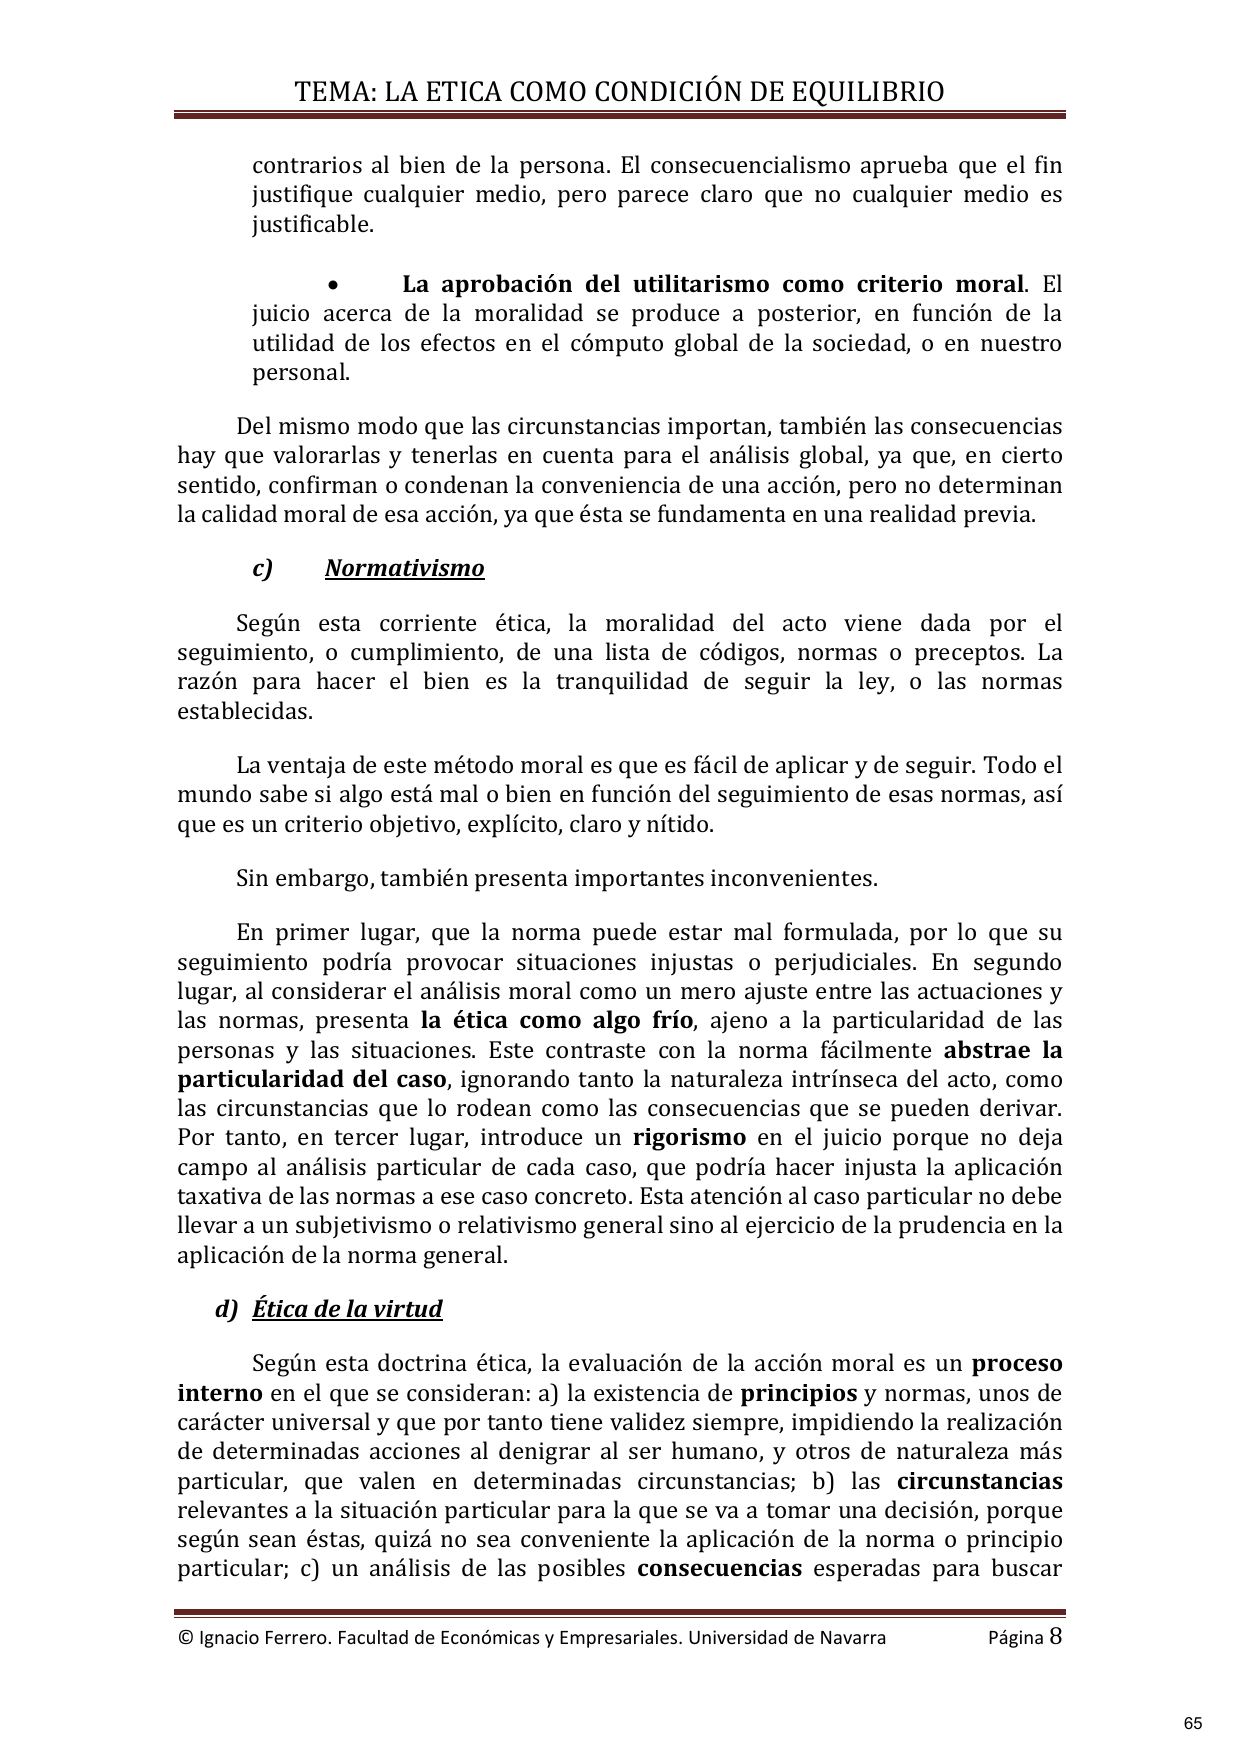 TEMA: LA ETICA COMO CONDICIÓN DE EQUILIBRIO
contrarios al bien de la persona. El consecuencialismo aprueba que el fin
justifique cualquier medio, pero parece claro que no cualquier medio es
justificable.
• La aprobación del utilitarismo como criterio moral. El
juicio acerca de la moralidad se produce a posterior, en función de la
utilidad de los efectos en el cómputo global de la sociedad, o en nuestro
personal.
Del mismo modo que las circunstancias importan, también las consecuencias
hay que valorarlas y tenerlas en cuenta para el análisis global, ya que, en cierto
sentido, confirman o condenan la conveniencia de una acción, pero no determinan
la calidad moral de esa acción, ya que ésta se fundamenta en una realidad previa.
c) Normativismo
Según esta corriente ética, la moralidad del acto viene dada por el
seguimiento, o cumplimiento, de una lista de códigos, normas o preceptos. La
razón para hacer el bien es la tranquilidad de seguir la ley, o las normas
establecidas.
La ventaja de este método moral es que es fácil de aplicar y de seguir. Todo el
mundo sabe si algo está mal o bien en función del seguimiento de esas normas, así
que es un criterio objetivo, explícito, claro y nítido.
Sin embargo, también presenta importantes inconvenientes.
En primer lugar, que la norma puede estar mal formulada, por lo que su
seguimiento podría provocar situaciones injustas o perjudiciales. En segundo
lugar, al considerar el análisis moral como un mero ajuste entre las actuaciones y
las normas, presenta la ética como algo frío, ajeno a la particularidad de las
personas y las situaciones. Este contraste con la norma fácilmente abstrae la
particularidad del caso, ignorando tanto la naturaleza intrínseca del acto, como
las circunstancias que lo rodean como las consecuencias que se pueden derivar.
Por tanto, en tercer lugar, introduce un rigorismo en el juicio porque no deja
campo al análisis particular de cada caso, que podría hacer injusta la aplicación
taxativa de las normas a ese caso concreto. Esta atención al caso particular no debe
llevar a un subjetivismo o relativismo general sino al ejercicio de la prudencia en la
aplicación de la norma general.
d) Ética de la virtud
Según esta doctrina ética, la evaluación de la acción moral es un proceso
interno en el que se consideran: a) la existencia de principios y normas, unos de
carácter universal y que por tanto tiene validez siempre, impidiendo la realización
de determinadas acciones al denigrar al ser humano, y otros de naturaleza más
particular, que valen en determinadas circunstancias; b) las circunstancias
relevantes a la situación particular para la que se va a tomar una decisión, porque
según sean éstas, quizá no sea conveniente la aplicación de la norma o principio
particular; c) un análisis de las posibles consecuencias esperadas para buscar
© Ignacio Ferrero. Facultad de Económicas y Empresariales. Universidad de Navarra Página 8
65